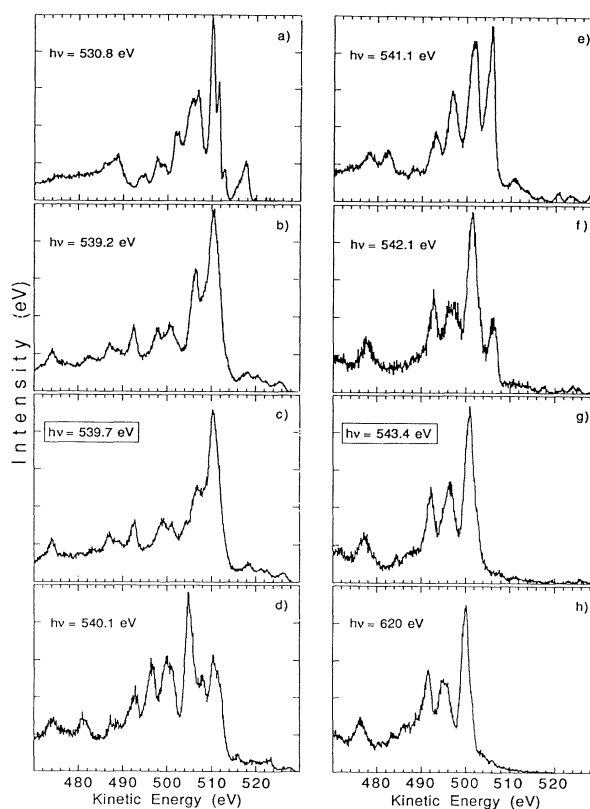 a)
hν = 530.8 eV
b)
hν = 539.2 eV
c)
hν = 539.7 eV
d)
hν = 540.1 eV
e)
hν = 541.1 eV
f)
hν = 542.1 eV
g)
hν = 543.4 eV
h)
hν = 620 eV
Intensity (eV)
480 490 500 510 520
Kinetic Energy (eV)
480 490 500 510 520
Kinetic Energy (eV)